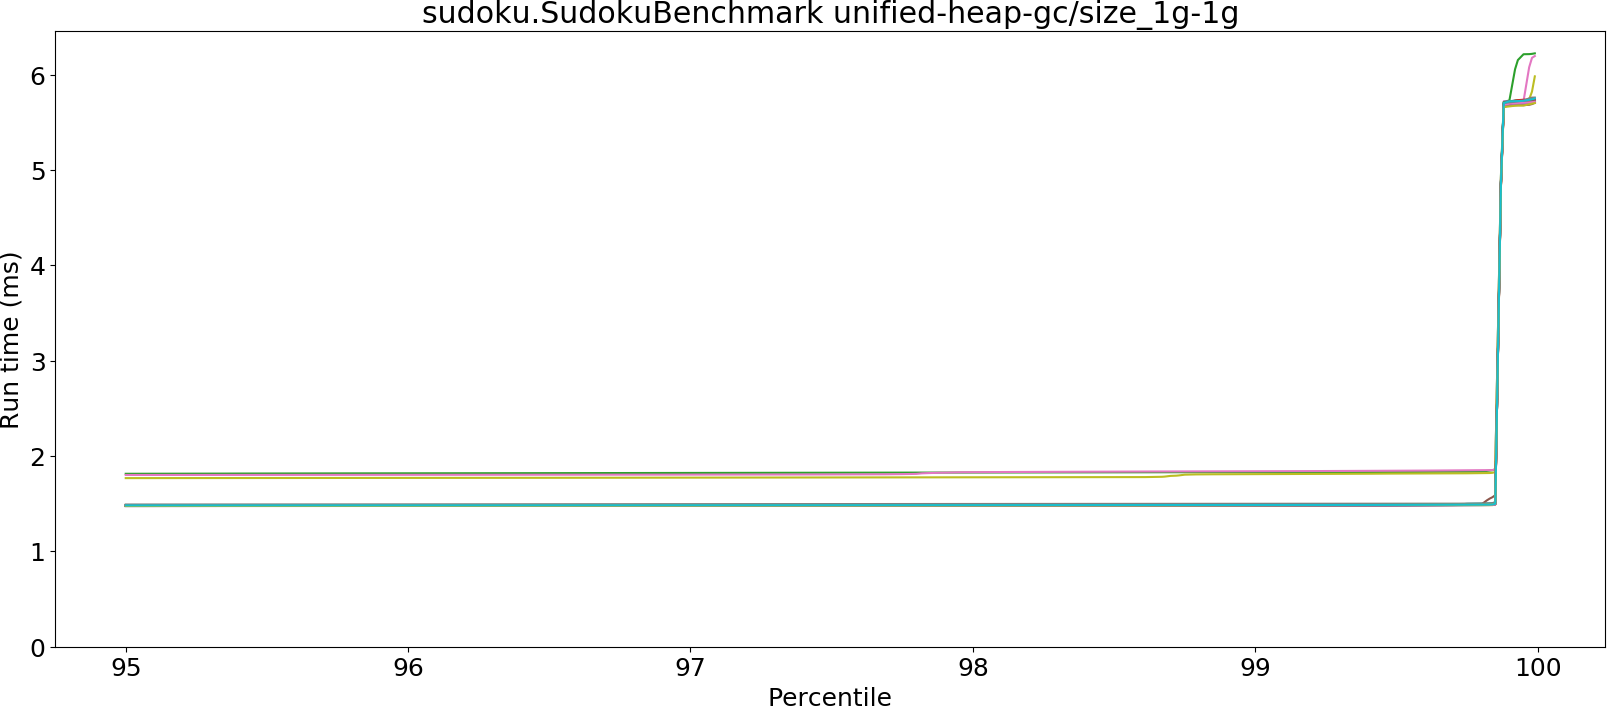 sudoku.SudokuBenchmark unified-heap-gc/size_1g-1g
Run time (ms)
6
5
4
3
2
1
0
95 96 97 98 99 100
Percentile